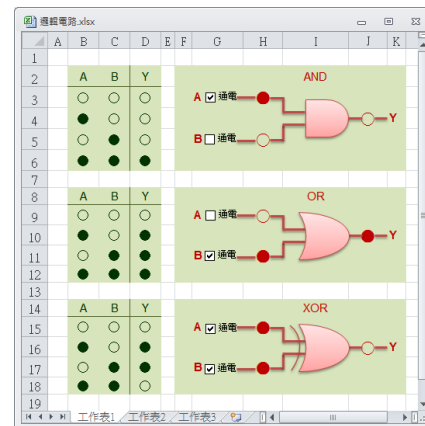 邏輯電路.xlsx
A B C D E F G H I J K
1
2 A B Y AND
3 A 通電
4 Y
5 B 通電
6
7
8 A B Y OR
9 A 通電
10 Y
11 B 通電
12
13
14 A B Y XOR
15 A 通電
16 Y
17 B 通電
18
19
工作表1 工作表2 工作表3